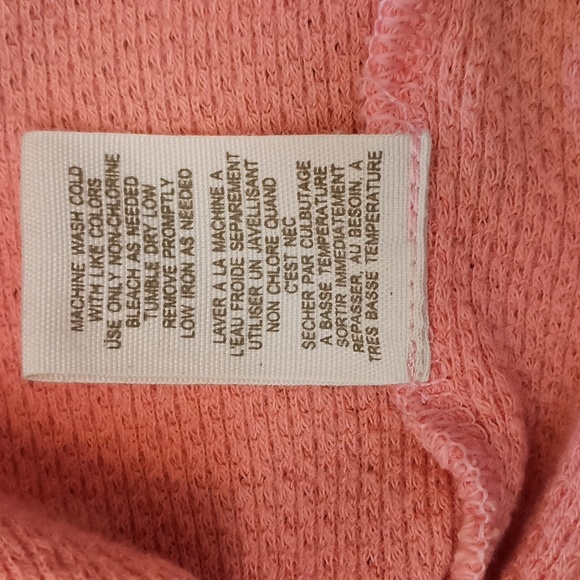 MACHINE WASH COLD
WITH LIKE COLORS
USE ONLY NON-CHLORINE
BLEACH AS NEEDED
TUMBLE DRY LOW
REMOVE PROMPTLY
LOW IRON AS NEEDED
LAVER A LA MACHINE A
L'EAU FROIDE SEPAREMENT
UTILISER UN JAVELLISANT
NON CHLORE QUAND
C'EST NEC
SECHER PAR CULBUTAGE
A BASSE TEMPERATURE
SORTIR IMMEDIATEMENT
REPASSER, AU BESOIN, A
TRES BASSE TEMPERATURE